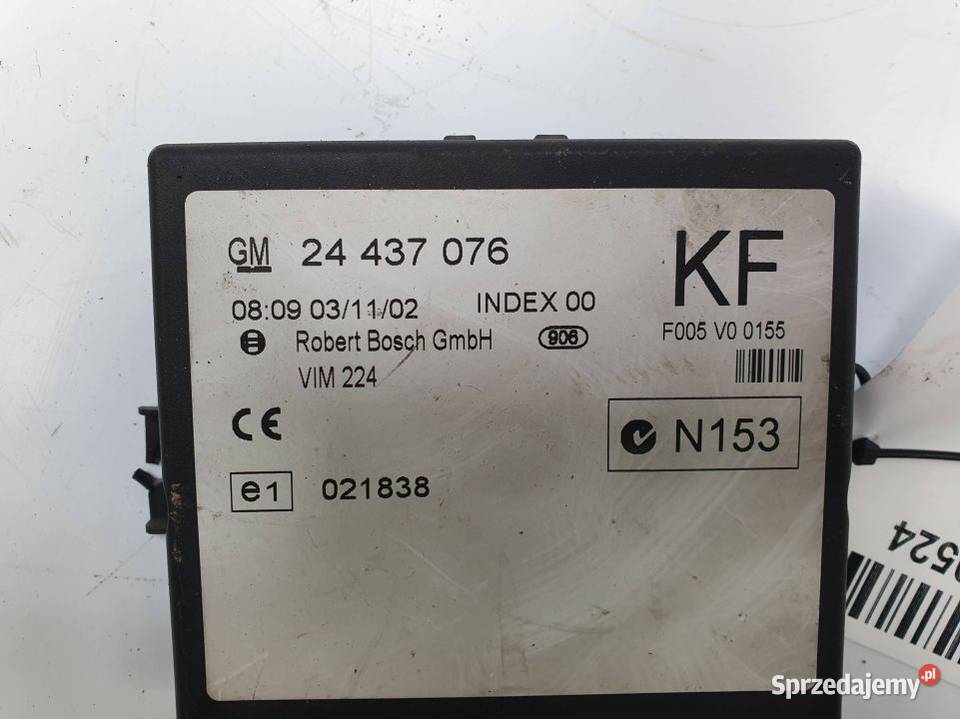 GM 24 437 076
KF
08:09 03/11/02 INDEX 00
F005 V0 0155
Robert Bosch GmbH 906
VIM 224
CE
N153
e1 021838
0524
Sprzedajemy.pl